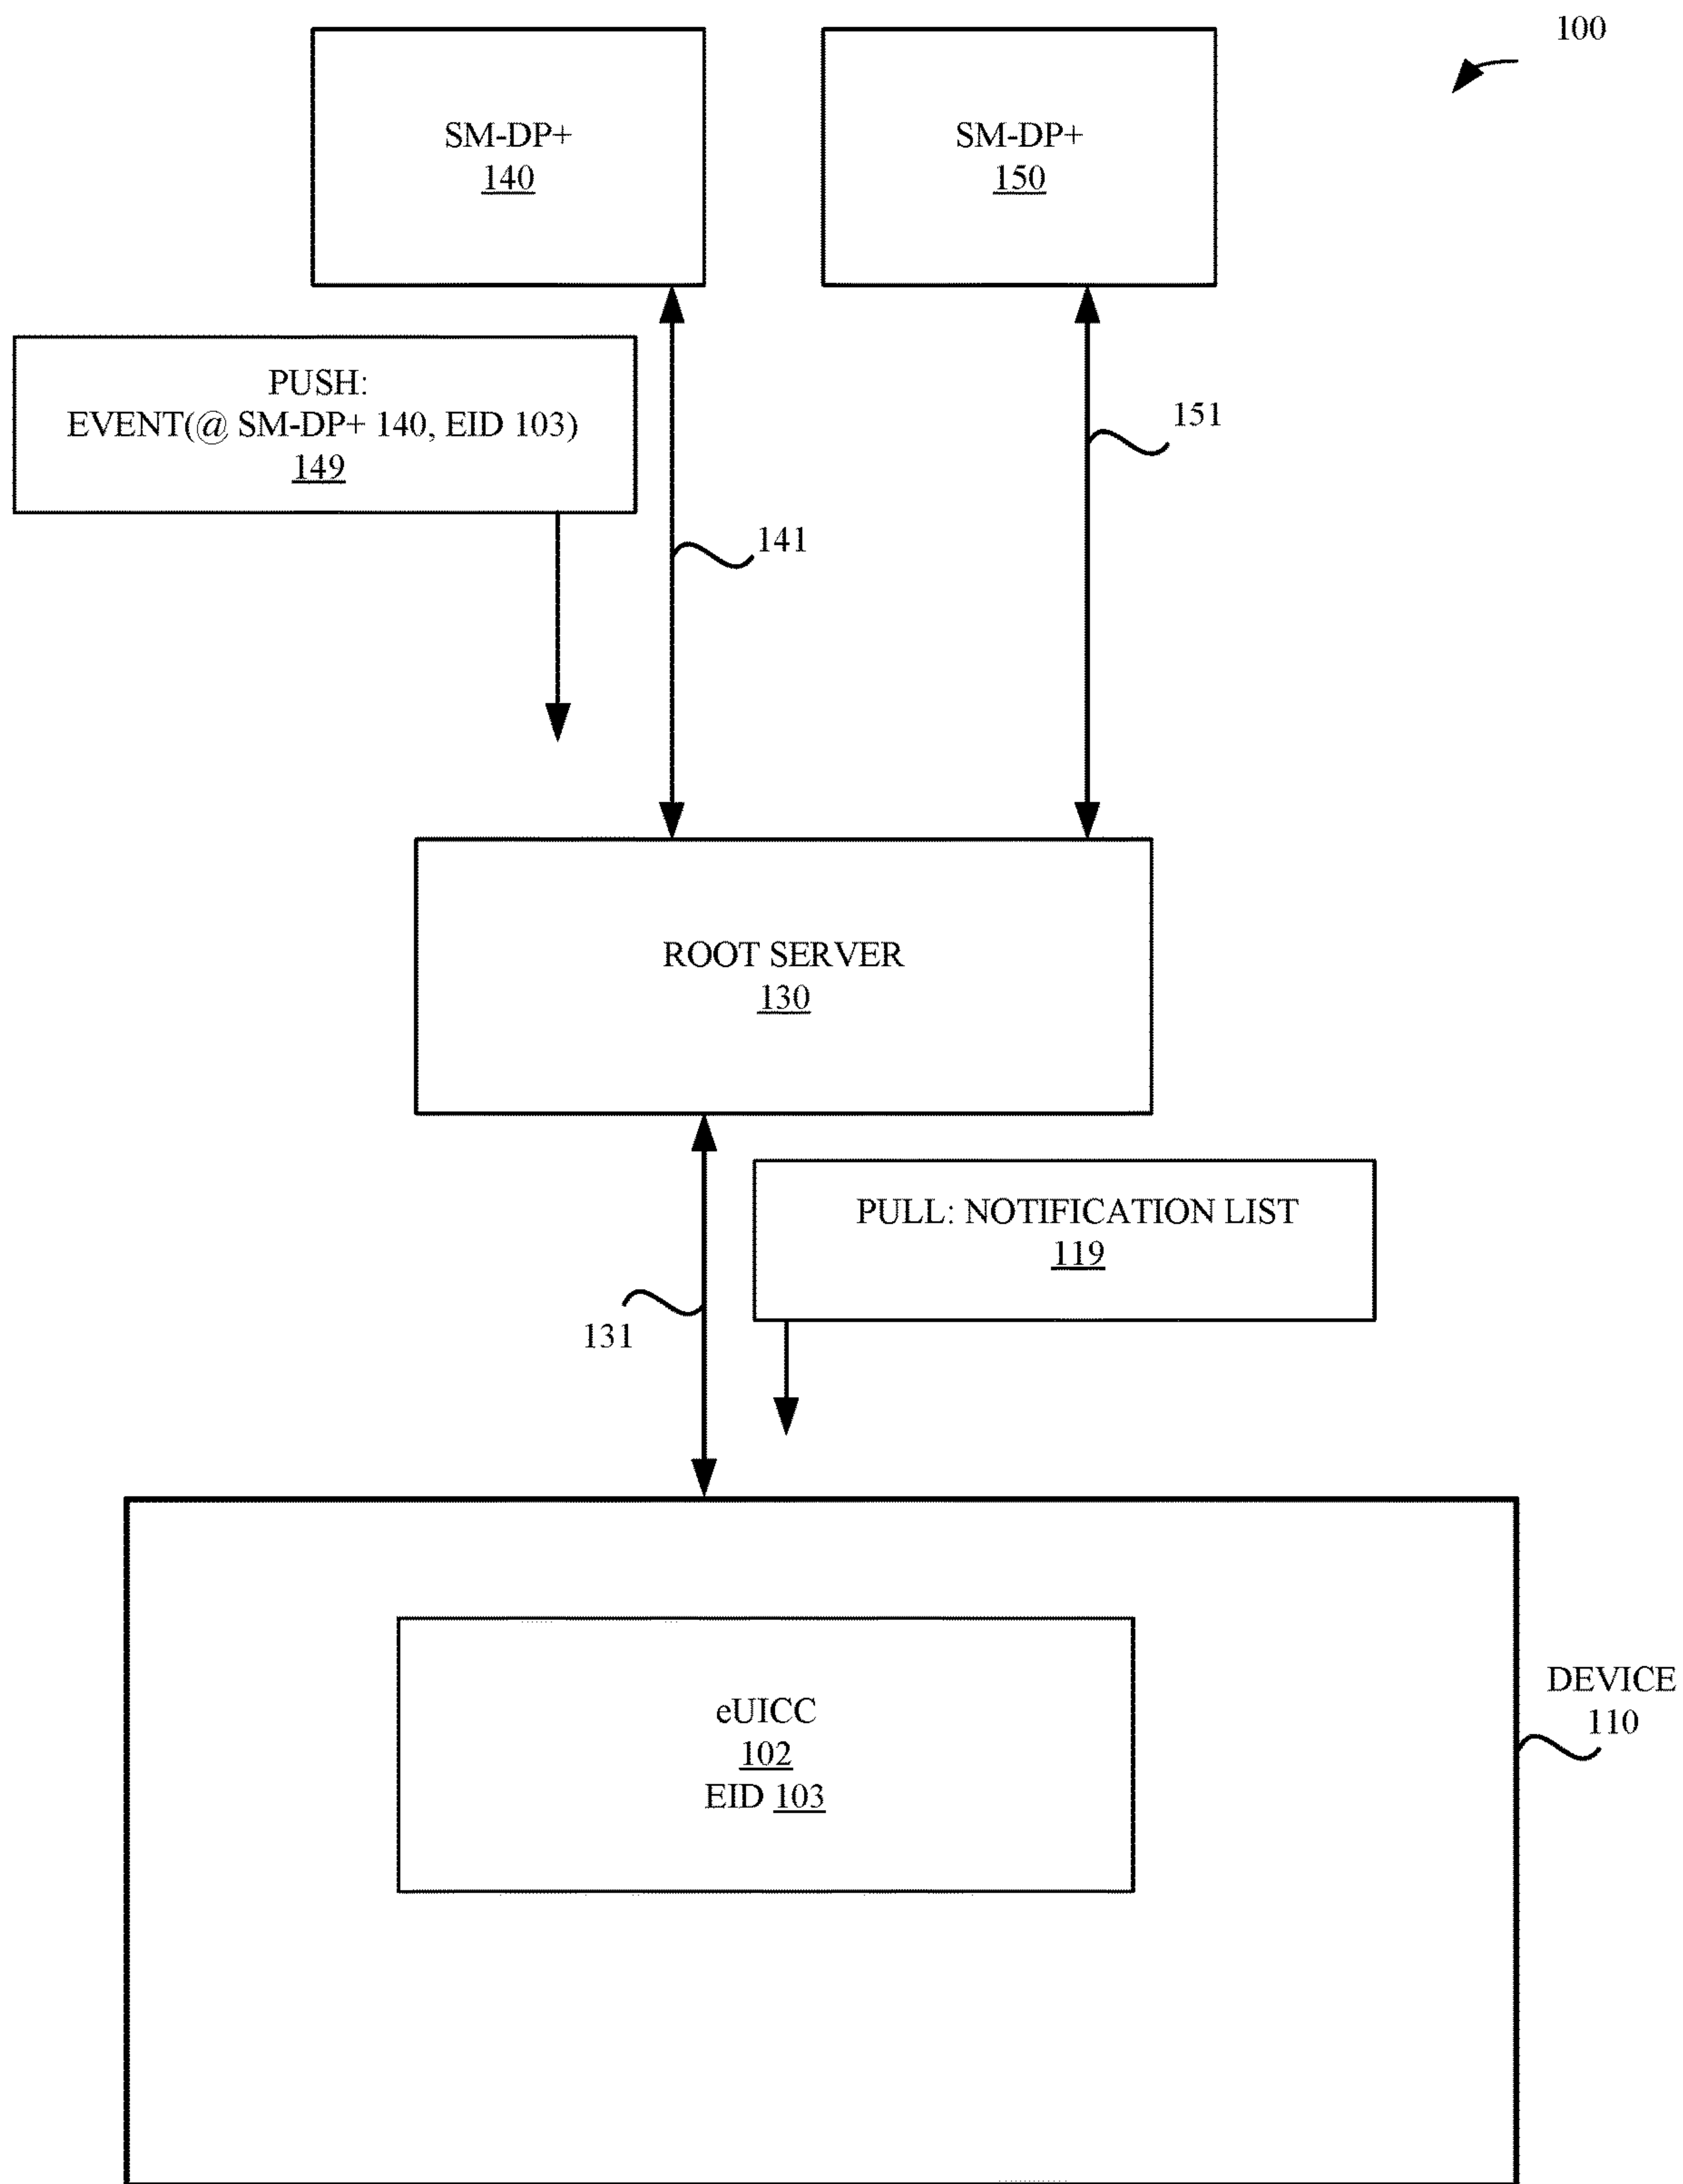 100
SM-DP+
140
SM-DP+
150
PUSH:
EVENT(@ SM-DP+ 140, EID 103)
149
151
141
ROOT SERVER
130
PULL: NOTIFICATION LIST
119
131
eUICC
102
EID 103
DEVICE
110